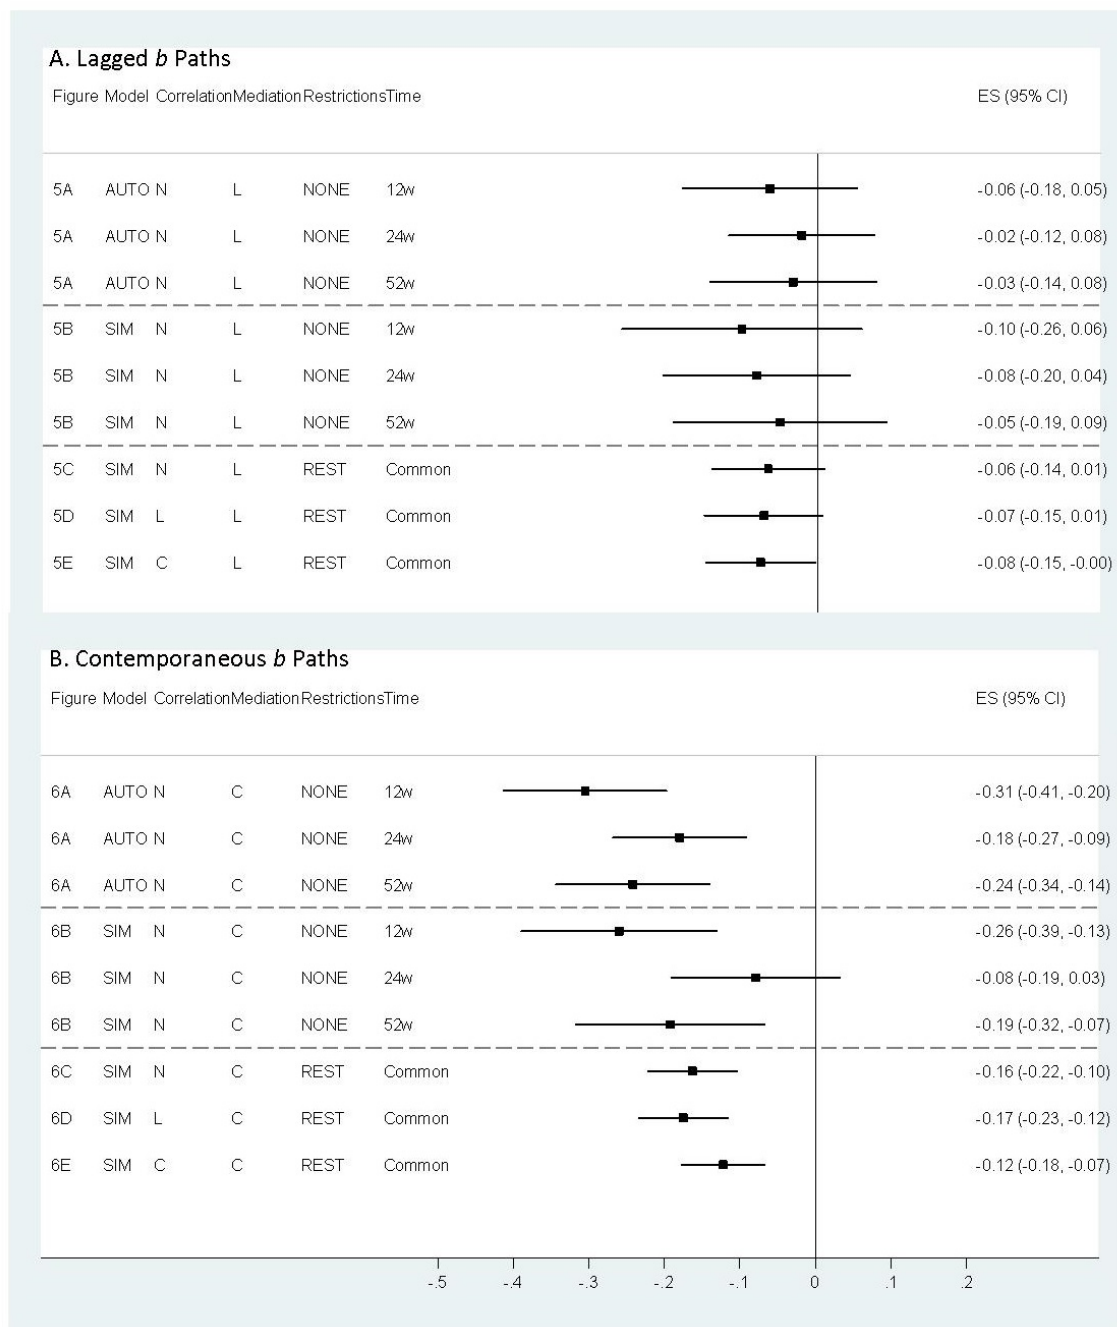 A. Lagged b Paths
Figure Model CorrelationMediationRestrictionsTime ES (95% CI)
5A AUTO N L NONE 12w -0.06 (-0.18, 0.05)
5A AUTO N L NONE 24w -0.02 (-0.12, 0.08)
5A AUTO N L NONE 52w -0.03 (-0.14, 0.08)
5B SIM N L NONE 12w -0.10 (-0.26, 0.06)
5B SIM N L NONE 24w -0.08 (-0.20, 0.04)
5B SIM N L NONE 52w -0.05 (-0.19, 0.09)
5C SIM N L REST Common -0.06 (-0.14, 0.01)
5D SIM L L REST Common -0.07 (-0.15, 0.01)
5E SIM C L REST Common -0.08 (-0.15, -0.00)
B. Contemporaneous b Paths
Figure Model CorrelationMediationRestrictionsTime ES (95% CI)
6A AUTO N C NONE 12w -0.31 (-0.41, -0.20)
6A AUTO N C NONE 24w -0.18 (-0.27, -0.09)
6A AUTO N C NONE 52w -0.24 (-0.34, -0.14)
6B SIM N C NONE 12w -0.26 (-0.39, -0.13)
6B SIM N C NONE 24w -0.08 (-0.19, 0.03)
6B SIM N C NONE 52w -0.19 (-0.32, -0.07)
6C SIM N C REST Common -0.16 (-0.22, -0.10)
6D SIM L C REST Common -0.17 (-0.23, -0.12)
6E SIM C C REST Common -0.12 (-0.18, -0.07)
-.5 -.4 -.3 -.2 -.1 0 .1 .2